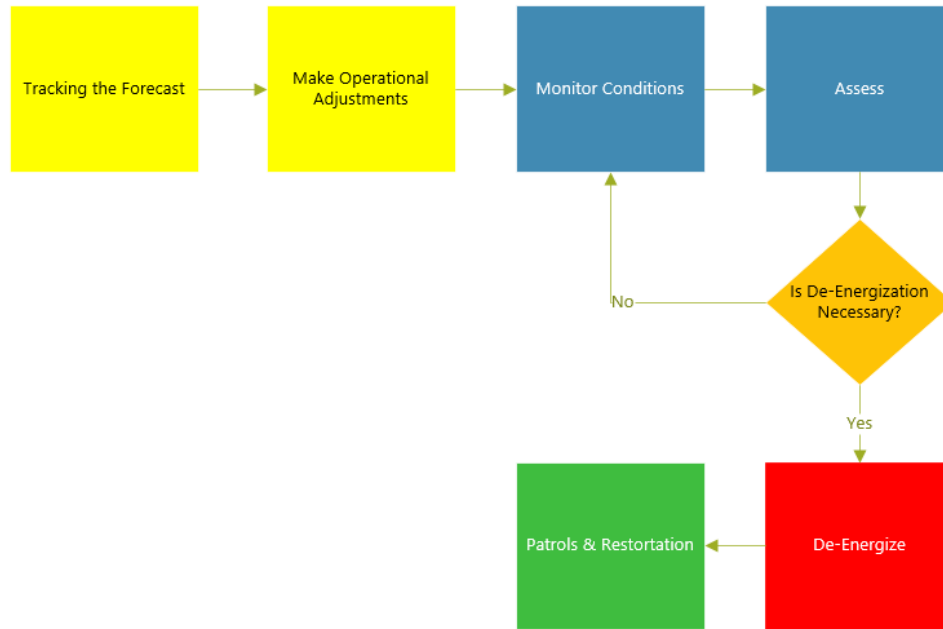 Tracking the Forecast
Make Operational
Adjustments
Monitor Conditions
Assess
Is De-Energization
Necessary?
No
Yes
Patrols & Restortation
De-Energize